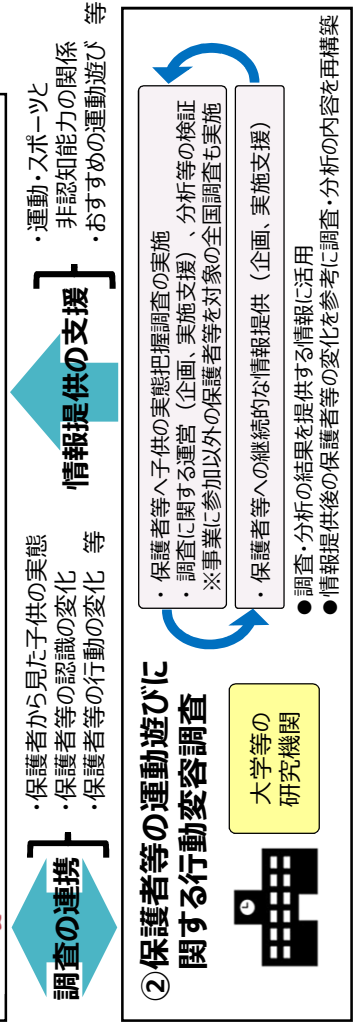 調査の連携
・保護者から見た子供の実態
・保護者等の認識の変化
・保護者等の行動の変化 等
情報提供の支援
・運動・スポーツと
非認知能力の関係
・おすすめの運動遊び 等
②保護者等の運動遊びに
関する行動変容調査
大学等の
研究機関
・保護者等へ子供の実態把握調査の実施
・調査に関する運営（企画、実施支援）、分析等の検証
※事業に参加以外の保護者等を対象の全国調査も実施
・保護者等への継続的な情報提供（企画、実施支援）
●調査・分析の結果を提供する情報に活用
●情報提供後の保護者等の変化を参考に調査・分析の内容を再構築